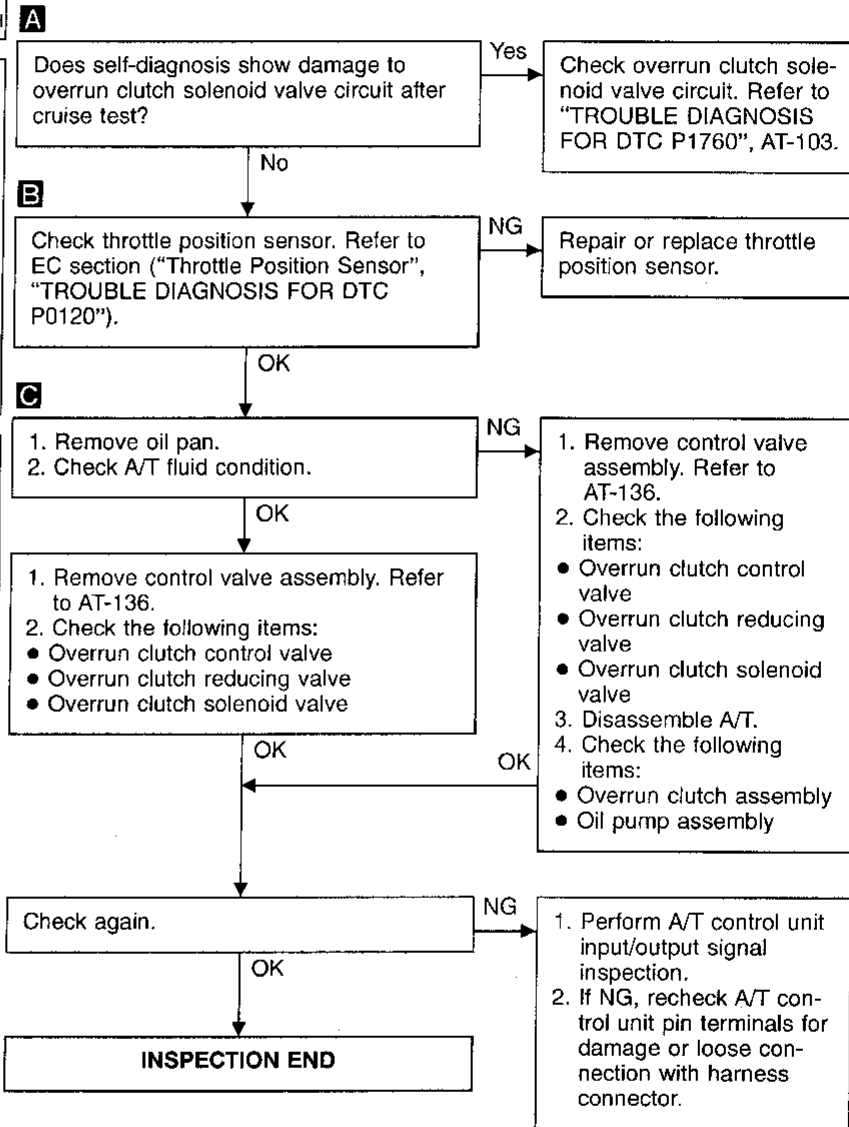 A
Does self-diagnosis show damage to
overrun clutch solenoid valve circuit after
cruise test?
Yes
Check overrun clutch sole-
noid valve circuit. Refer to
“TROUBLE DIAGNOSIS
FOR DTC P1760”, AT-103.
No
B
Check throttle position sensor. Refer to
EC section (“Throttle Position Sensor”,
“TROUBLE DIAGNOSIS FOR DTC
P0120”).
NG
Repair or replace throttle
position sensor.
OK
C
1. Remove oil pan.
2. Check A/T fluid condition.
NG
1. Remove control valve
assembly. Refer to
AT-136.
2. Check the following
items:
● Overrun clutch control
valve
● Overrun clutch reducing
valve
● Overrun clutch solenoid
valve
3. Disassemble A/T.
4. Check the following
items:
● Overrun clutch assembly
● Oil pump assembly
OK
1. Remove control valve assembly. Refer
to AT-136.
2. Check the following items:
● Overrun clutch control valve
● Overrun clutch reducing valve
● Overrun clutch solenoid valve
OK
OK
Check again.
NG
1. Perform A/T control unit
input/output signal
inspection.
2. If NG, recheck A/T con-
trol unit pin terminals for
damage or loose con-
nection with harness
connector.
OK
INSPECTION END